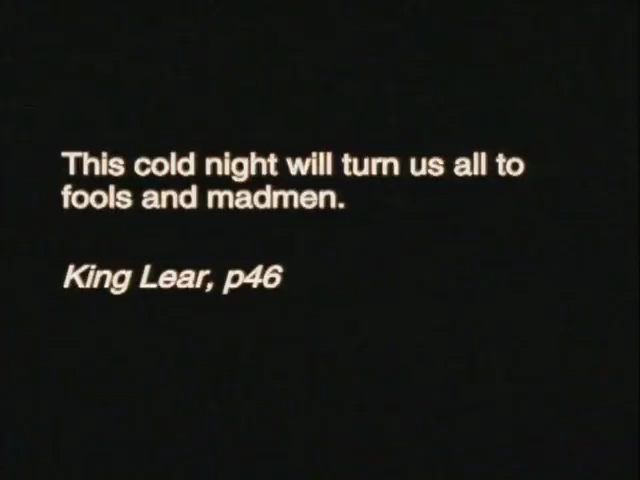 This cold night will turn us all to
fools and madmen.
King Lear, p46